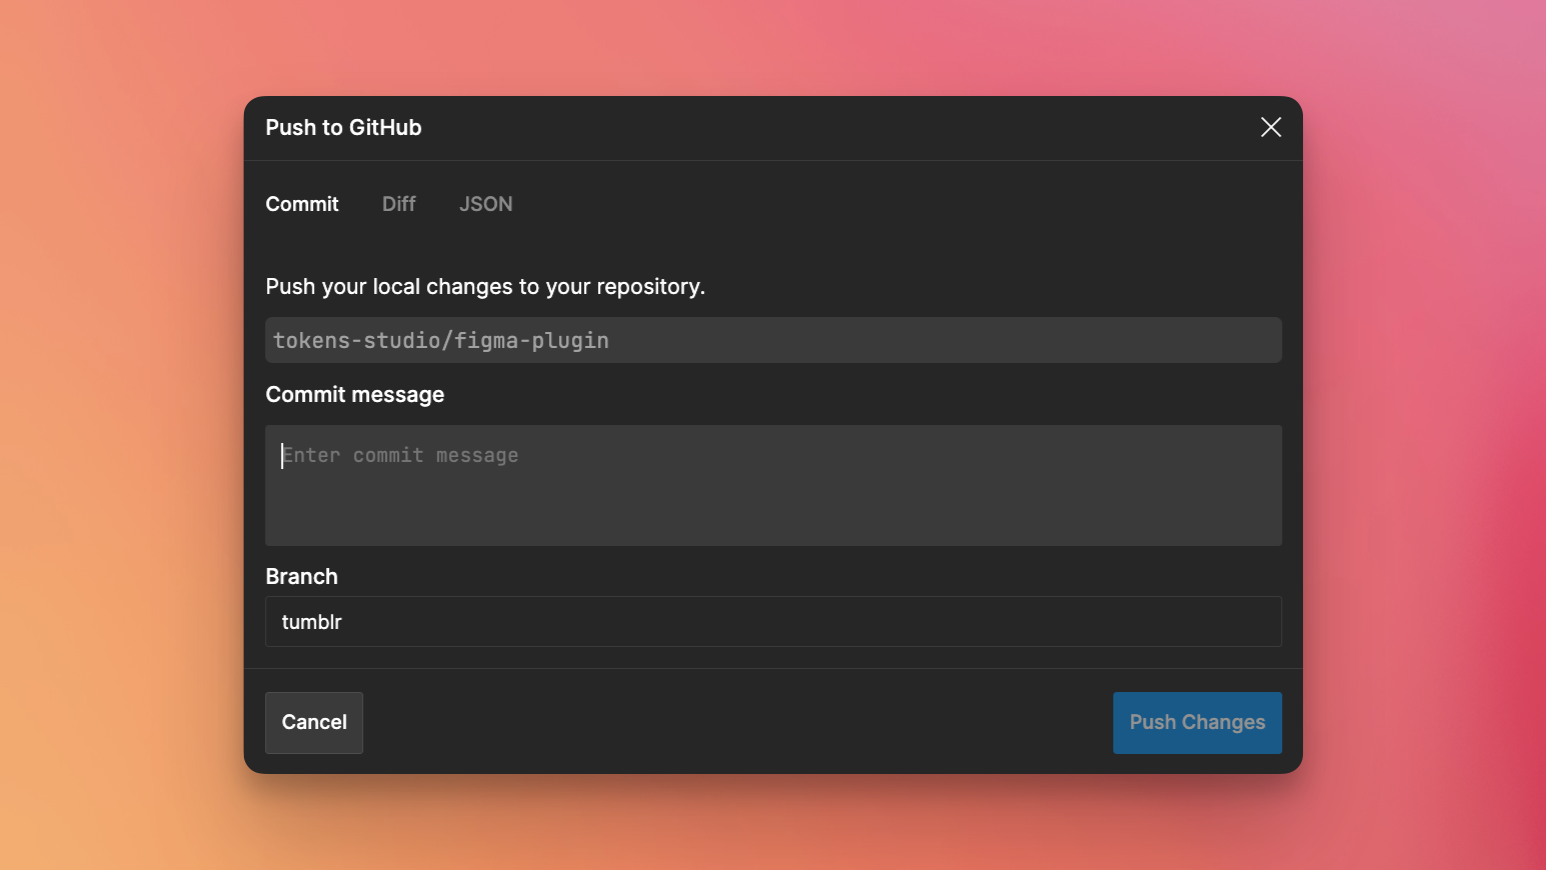 Push to GitHub
Commit Diff JSON
Push your local changes to your repository.
tokens-studio/figma-plugin
Commit message
Enter commit message
Branch
tumblr
Cancel Push Changes